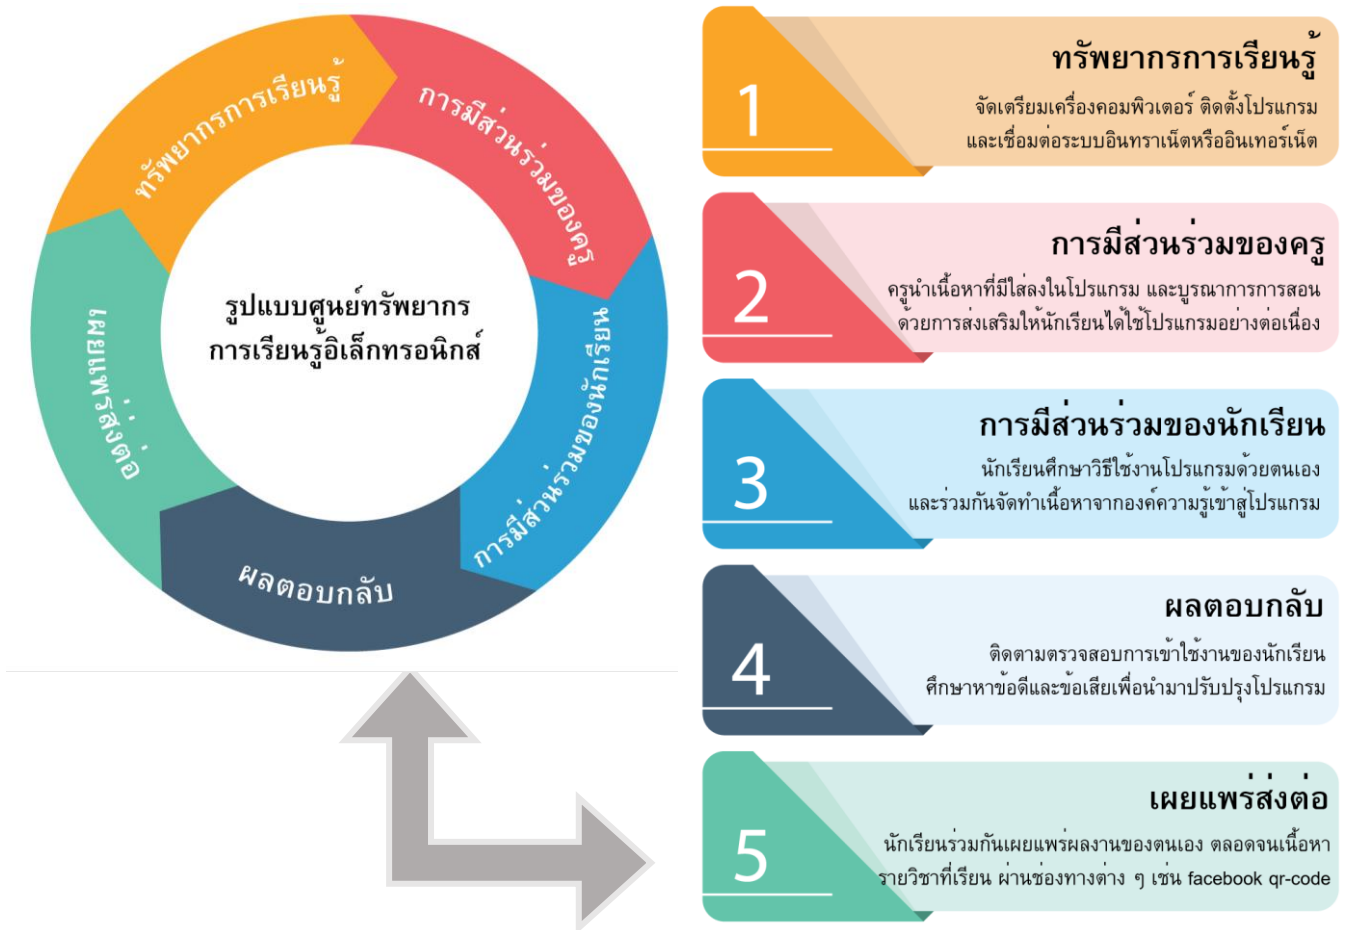 ทรัพยากรการเรียนรู้
การมีส่วนร่วมของครู
การมีส่วนร่วมของนักเรียน
ผลตอบกลับ
เผยแพร่ส่งต่อ
รูปแบบศูนย์ทรัพยากร
การเรียนรู้อิเล็กทรอนิกส์
1
ทรัพยากรการเรียนรู้
จัดเตรียมเครื่องคอมพิวเตอร์ ติดตั้งโปรแกรม
และเชื่อมต่อระบบอินทราเน็ตหรืออินเทอร์เน็ต
2
การมีส่วนร่วมของครู
ครูนำเนื้อหาที่มีใส่ลงในโปรแกรม และบูรณาการการสอน
ด้วยการส่งเสริมให้นักเรียนได้ใช้โปรแกรมอย่างต่อเนื่อง
3
การมีส่วนร่วมของนักเรียน
นักเรียนศึกษาวิธีใช้งานโปรแกรมด้วยตนเอง
และร่วมกันจัดทำเนื้อหาจากองค์ความรู้เข้าสู่โปรแกรม
4
ผลตอบกลับ
ติดตามตรวจสอบการเข้าใช้งานของนักเรียน
ศึกษาหาข้อดีและข้อเสียเพื่อนำมาปรับปรุงโปรแกรม
5
เผยแพร่ส่งต่อ
นักเรียนร่วมกันเผยแพร่ผลงานของตนเอง ตลอดจนเนื้อหา
รายวิชาที่เรียน ผ่านช่องทางต่าง ๆ เช่น facebook qr-code